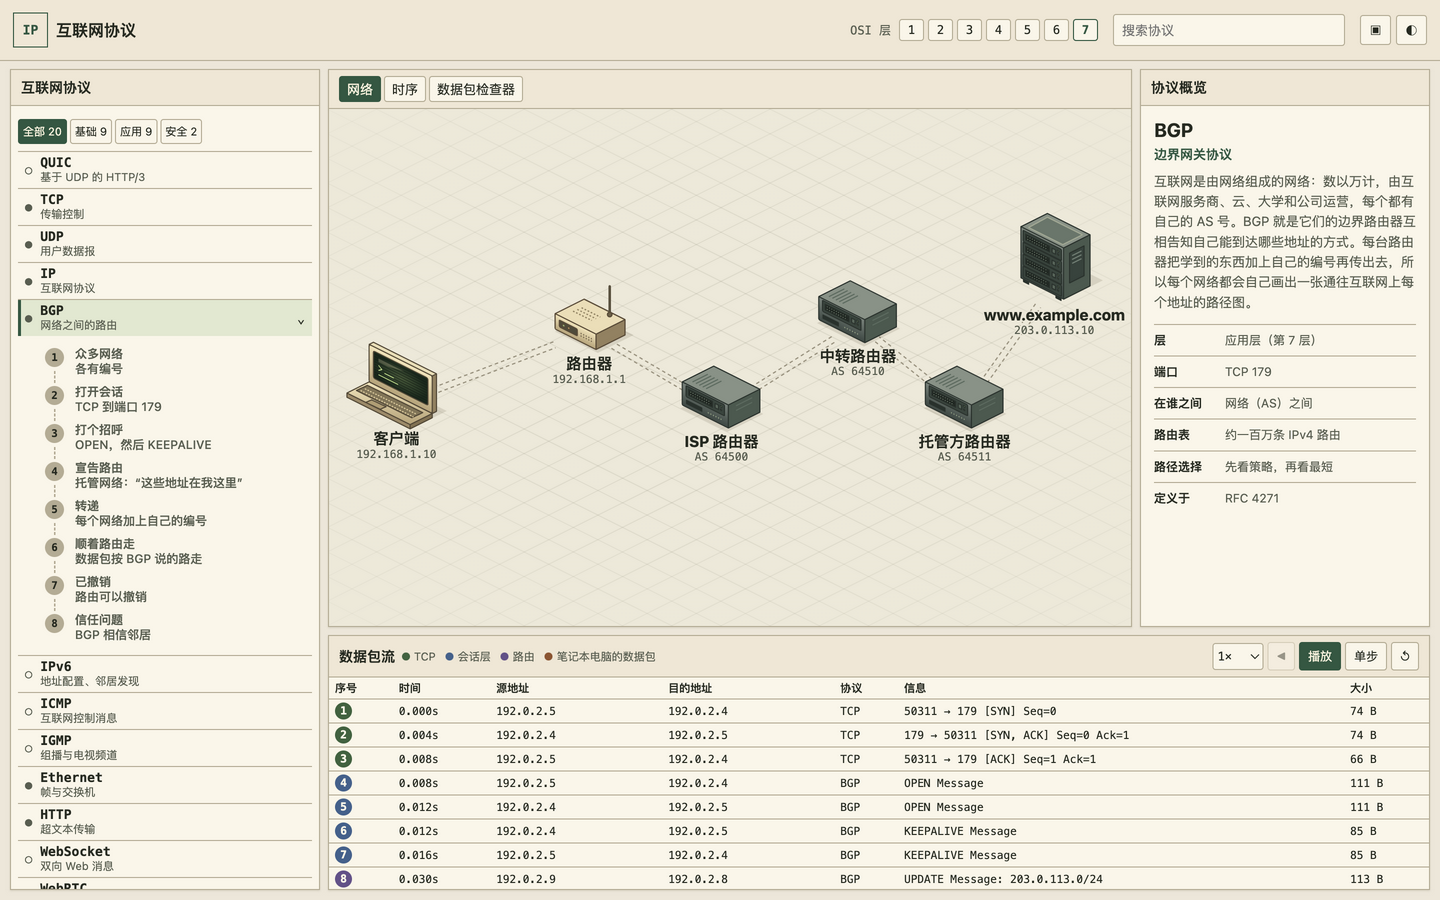 IP
互联网协议
OSI 层
1 2 3 4 5 6 7
搜索协议
互联网协议
全部 20 基础 9 应用 9 安全 2
QUIC
基于 UDP 的 HTTP/3
TCP
传输控制
UDP
用户数据报
IP
互联网协议
BGP
网络之间的路由
1 众多网络
各有编号
2 打开会话
TCP 到端口 179
3 打个招呼
OPEN，然后 KEEPALIVE
4 宣告路由
托管网络：“这些地址在我这里”
5 转递
每个网络加上自己的编号
6 顺着路由走
数据包按 BGP 说的路走
7 已撤销
路由可以撤销
8 信任问题
BGP 相信邻居
IPv6
地址配置、邻居发现
ICMP
互联网控制消息
IGMP
组播与电视频道
Ethernet
帧与交换机
HTTP
超文本传输
WebSocket
双向 Web 消息
WebRTC
网络 时序 数据包检查器
客户端
192.168.1.10
路由器
192.168.1.1
ISP 路由器
AS 64500
中转路由器
AS 64510
托管方路由器
AS 64511
www.example.com
203.0.113.10
协议概览
BGP
边界网关协议
互联网是由网络组成的网络：数以万计，由互
联网服务商、云、大学和公司运营，每个都有
自己的 AS 号。BGP 就是它们的边界路由器互
相告知自己能到达哪些地址的方式。每台路由
器把学到的东西加上自己的编号再传出去，所
以每个网络都会自己画出一张通往互联网上每
个地址的路径图。
层 应用层（第 7 层）
端口 TCP 179
在谁之间 网络（AS）之间
路由表 约一百万条 IPv4 路由
路径选择 先看策略，再看最短
定义于 RFC 4271
数据包流 TCP 会话层 路由 笔记本电脑的数据包
1× 播放 单步
序号 时间 源地址 目的地址 协议 信息 大小
1 0.000s 192.0.2.5 192.0.2.4 TCP 50311 → 179 [SYN] Seq=0 74 B
2 0.004s 192.0.2.4 192.0.2.5 TCP 179 → 50311 [SYN, ACK] Seq=0 Ack=1 74 B
3 0.008s 192.0.2.5 192.0.2.4 TCP 50311 → 179 [ACK] Seq=1 Ack=1 66 B
4 0.008s 192.0.2.5 192.0.2.4 BGP OPEN Message 111 B
5 0.012s 192.0.2.4 192.0.2.5 BGP OPEN Message 111 B
6 0.012s 192.0.2.4 192.0.2.5 BGP KEEPALIVE Message 85 B
7 0.016s 192.0.2.5 192.0.2.4 BGP KEEPALIVE Message 85 B
8 0.030s 192.0.2.9 192.0.2.8 BGP UPDATE Message: 203.0.113.0/24 113 B